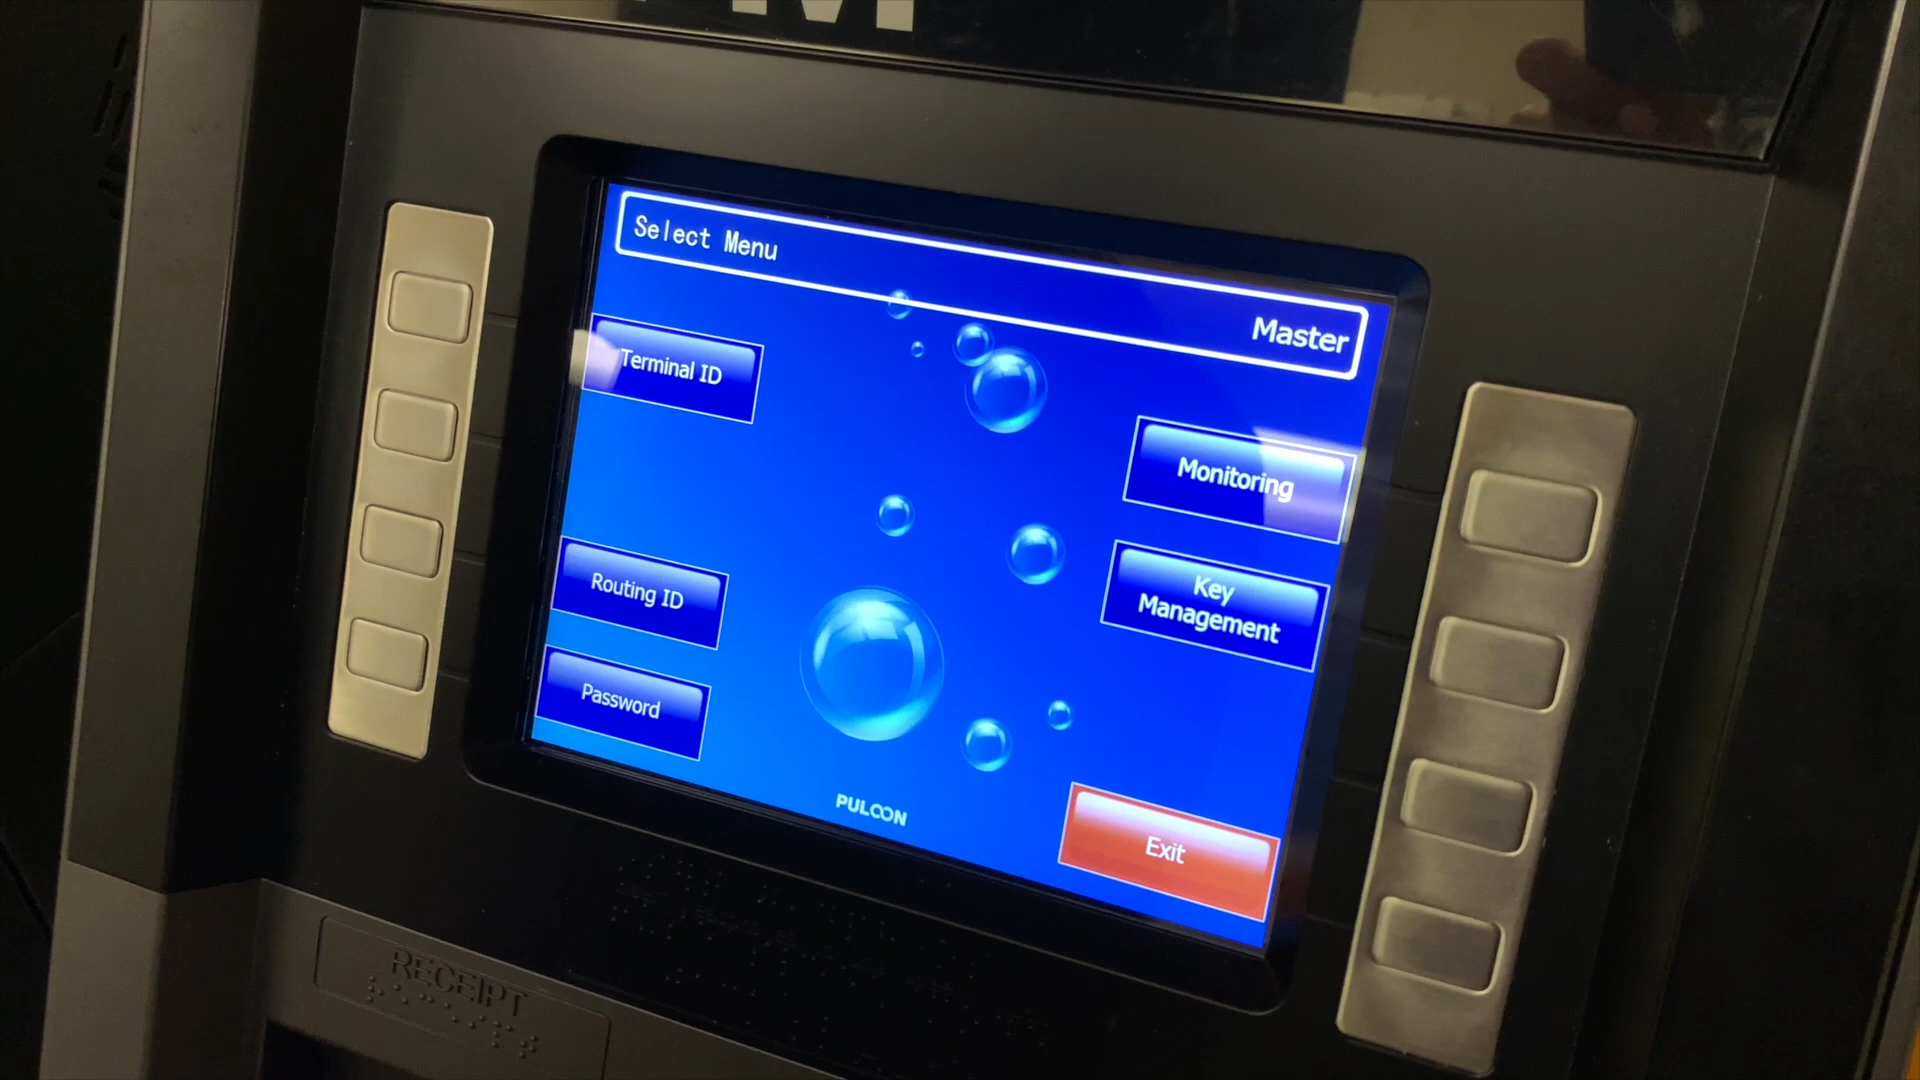 Select Menu
Master
Terminal ID
Monitoring
Routing ID
Key
Management
Password
PULOON
Exit
RECEIPT